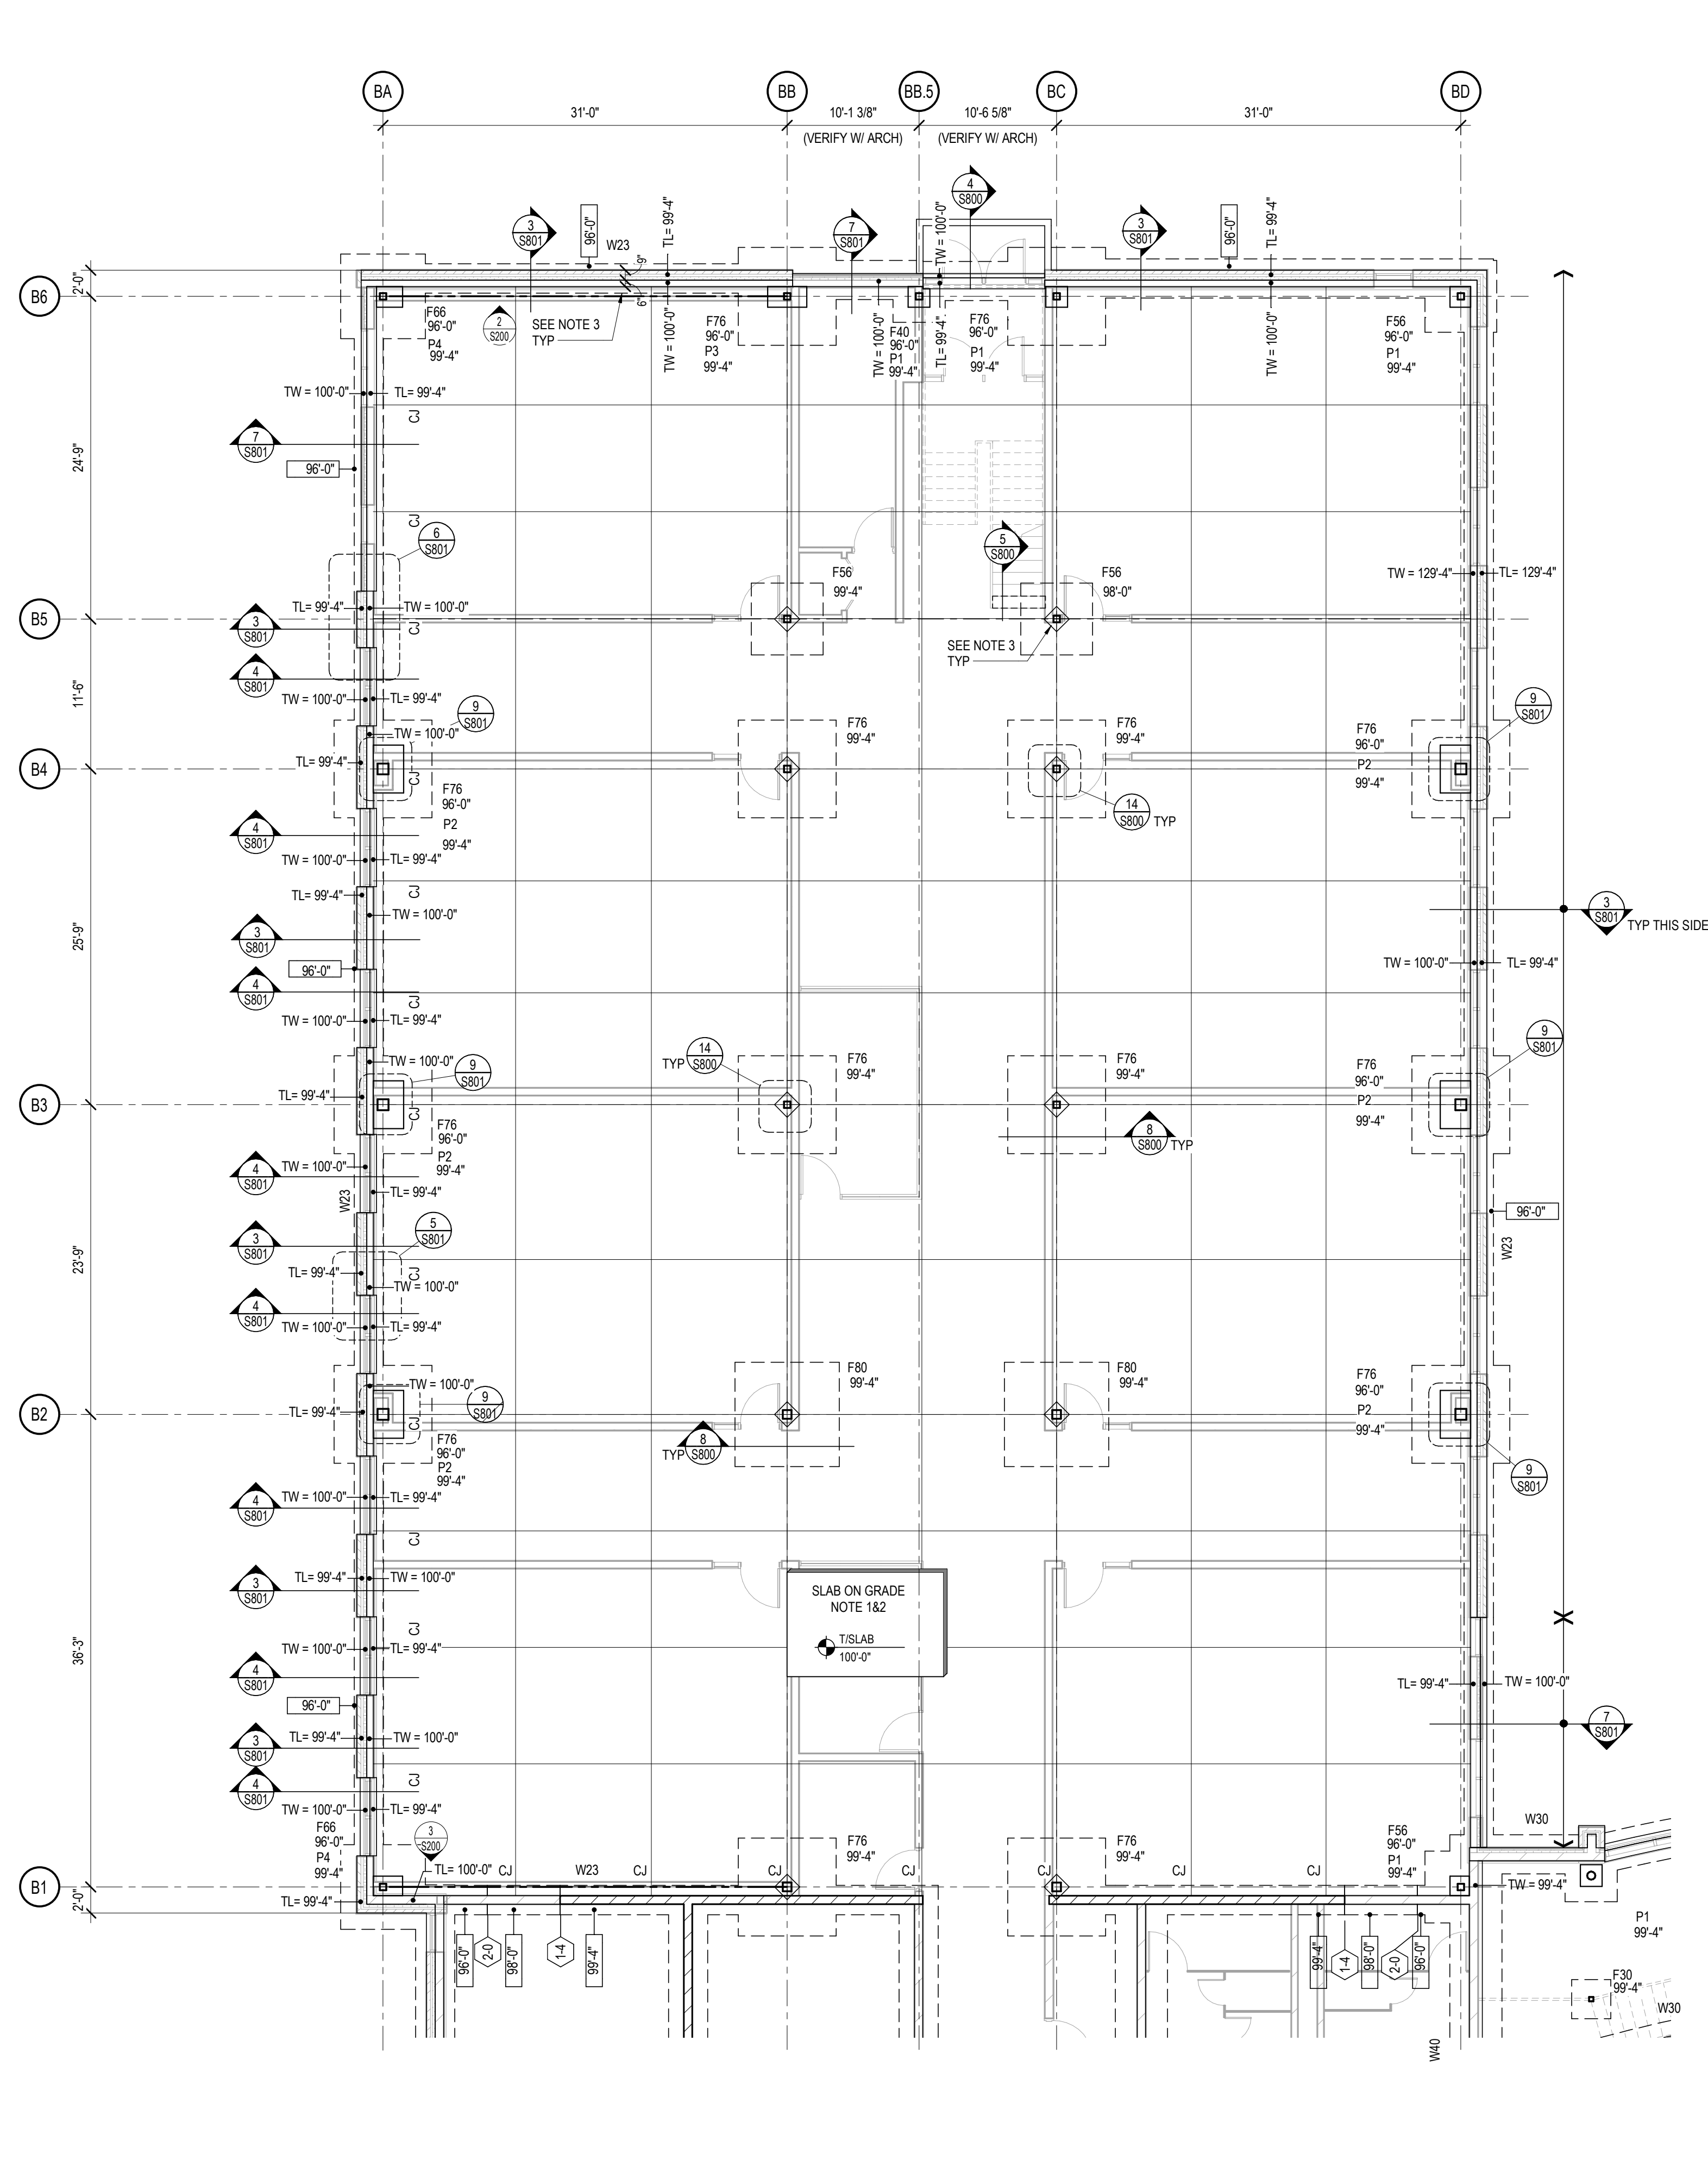 BA
BB
BB.5
BC
BD
31'-0"
10'-1 3/8"
10'-6 5/8"
31'-0"
(VERIFY W/ ARCH)
(VERIFY W/ ARCH)
4
S800
3
S801
96'-0"
W23
TL= 99'-4"
7
S801
TW = 100'-0"
3
S801
96'-0"
TL= 99'-4"
9"
6"
2'-0"
B6
F66
96'-0"
P4
99'-4"
2
S200
SEE NOTE 3
TYP
TW = 100'-0"
F76
96'-0"
P3
99'-4"
TW = 100'-0"
F40
96'-0"
P1
99'-4"
TL= 99'-4"
F76
96'-0"
P1
99'-4"
TW = 100'-0"
F56
96'-0"
P1
99'-4"
TW = 100'-0"
TL= 99'-4"
CJ
7
S801
24'-9"
96'-0"
CJ
6
S801
5
S800
F56
99'-4"
F56
98'-0"
TW = 129'-4"
TL= 129'-4"
TL= 99'-4"
TW = 100'-0"
B5
3
S801
CJ
SEE NOTE 3
TYP
4
S801
11'-6"
TW = 100'-0"
TL= 99'-4"
9
S801
9
S801
TW = 100'-0"
F76
99'-4"
F76
99'-4"
F76
96'-0"
P2
99'-4"
TL= 99'-4"
B4
CJ
F76
96'-0"
P2
99'-4"
14
S800
TYP
4
S801
TW = 100'-0"
TL= 99'-4"
TL= 99'-4"
CJ
TW = 100'-0"
3
S801
TYP THIS SIDE
3
S801
25'-9"
96'-0"
TW = 100'-0"
TL= 99'-4"
4
S801
CJ
TW = 100'-0"
TL= 99'-4"
9
S801
TW = 100'-0"
9
S801
TYP
14
S800
F76
99'-4"
F76
99'-4"
F76
96'-0"
P2
99'-4"
TL= 99'-4"
B3
CJ
F76
96'-0"
P2
99'-4"
8
S800
TYP
TW = 100'-0"
4
S801
TL= 99'-4"
W23
96'-0"
W23
5
S801
3
S801
23'-9"
TL= 99'-4"
CJ
TW = 100'-0"
4
S801
TW = 100'-0"
TL= 99'-4"
F80
99'-4"
F80
99'-4"
F76
96'-0"
P2
99'-4"
TW = 100'-0"
9
S801
TL= 99'-4"
B2
CJ
F76
96'-0"
P2
99'-4"
TYP
8
S800
9
S801
4
S801
TW = 100'-0"
TL= 99'-4"
CJ
TL= 99'-4"
TW = 100'-0"
3
S801
SLAB ON GRADE
NOTE 1&2
T/SLAB
100'-0"
CJ
36'-3"
TW = 100'-0"
TL= 99'-4"
4
S801
TL= 99'-4"
TW = 100'-0"
96'-0"
7
S801
TL= 99'-4"
TW = 100'-0"
3
S801
4
S801
CJ
TW = 100'-0"
TL= 99'-4"
W30
F66
96'-0"
P4
99'-4"
3
S200
F76
99'-4"
F76
99'-4"
F56
96'-0"
P1
99'-4"
TL= 100'-0"
CJ
W23
CJ
CJ
CJ
CJ
CJ
CJ
B1
2'-0"
TL= 99'-4"
TW = 99'-4"
96'-0"
2-0
98'-0"
1-4
99'-4"
99'-4"
1-4
98'-0"
2-0
96'-0"
P1
99'-4"
F30
99'-4"
W30
W40